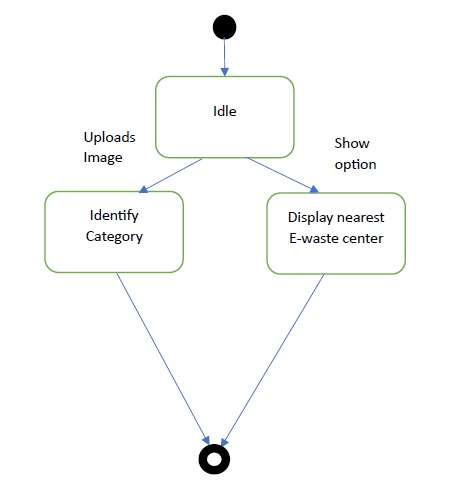 Idle
Uploads
Image
Show
option
Identify
Category
Display nearest
E-waste center